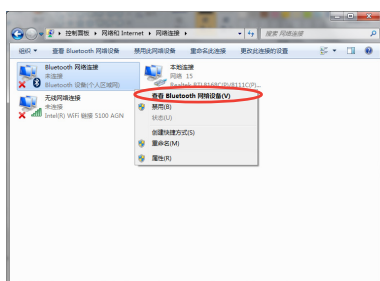 控制面板 ▸ 网络和 Internet ▸ 网络连接 ▸
搜索 网络连接
组织 ▾ 查看 Bluetooth 网络设备 禁用此网络设备 重命名此连接 更改此连接的设置
Bluetooth 网络连接
未连接
Bluetooth 设备(个人区域网)
本地连接
网络 15
Realtek RTL8168C(P)/8111C(P)...
无线网络连接
未连接
Intel(R) WiFi 链接 5100 AGN
查看 Bluetooth 网络设备(V)
禁用(B)
状态(U)
创建快捷方式(S)
重命名(M)
属性(R)